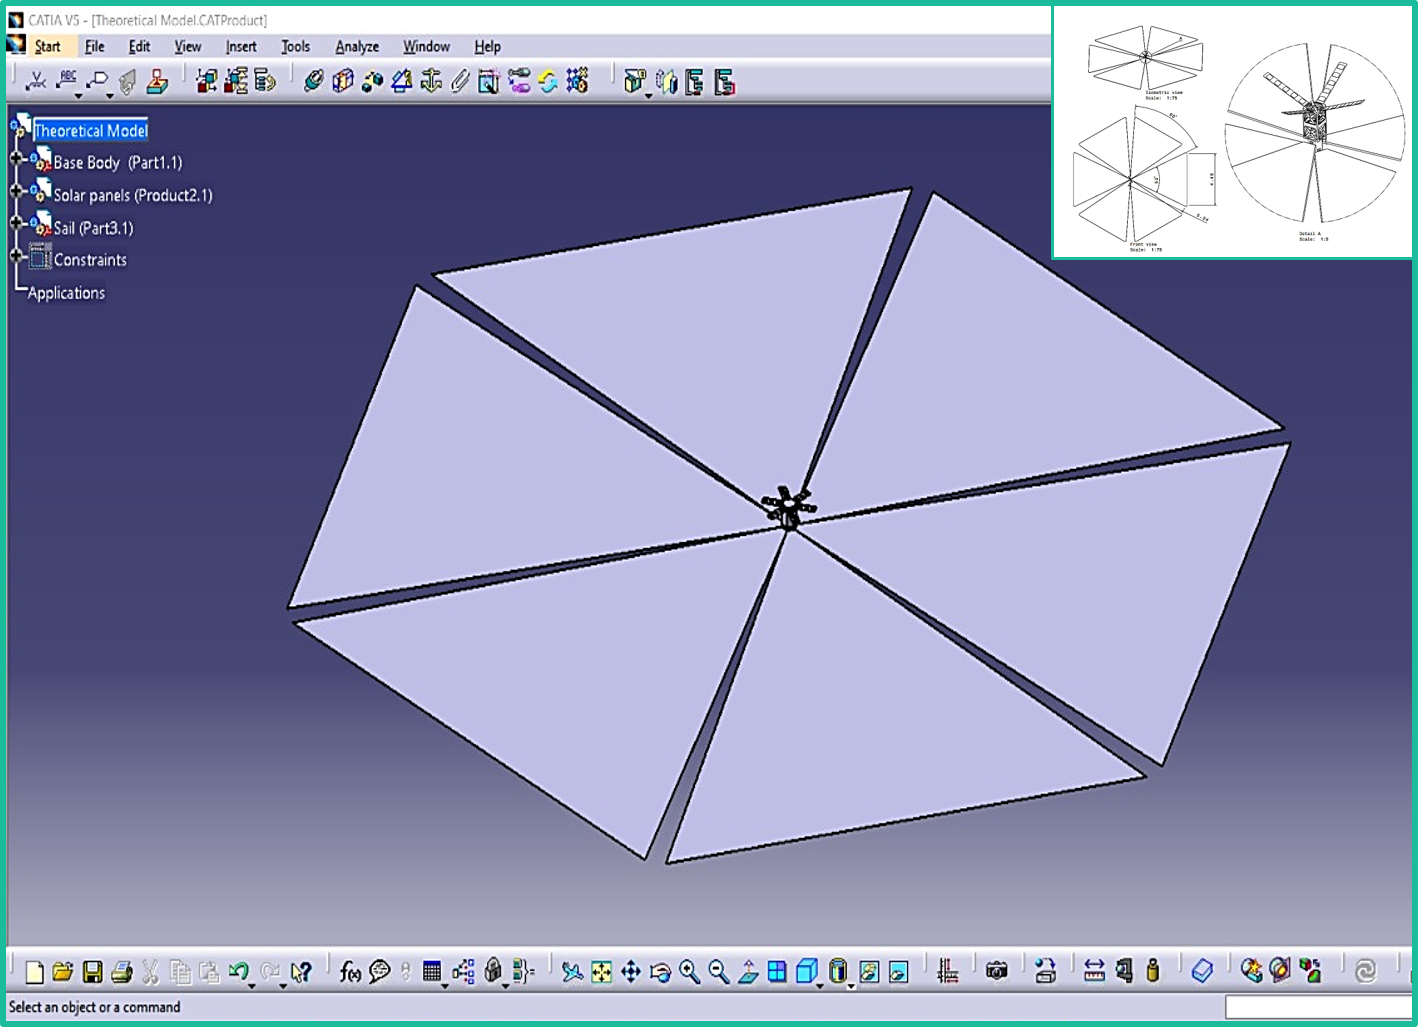 CATIA V5 - [Theoretical Model.CATProduct]
Start File Edit View Insert Tools Analyze Window Help
ABC
Theoretical Model
Base Body (Part1.1)
Solar panels (Product2.1)
Sail (Part3.1)
Constraints
Applications
Isometric view
Scale: 1:75
60°
Front view
Scale: 1:75
Detail A
Scale: 1:5
f(x)
Select an object or a command